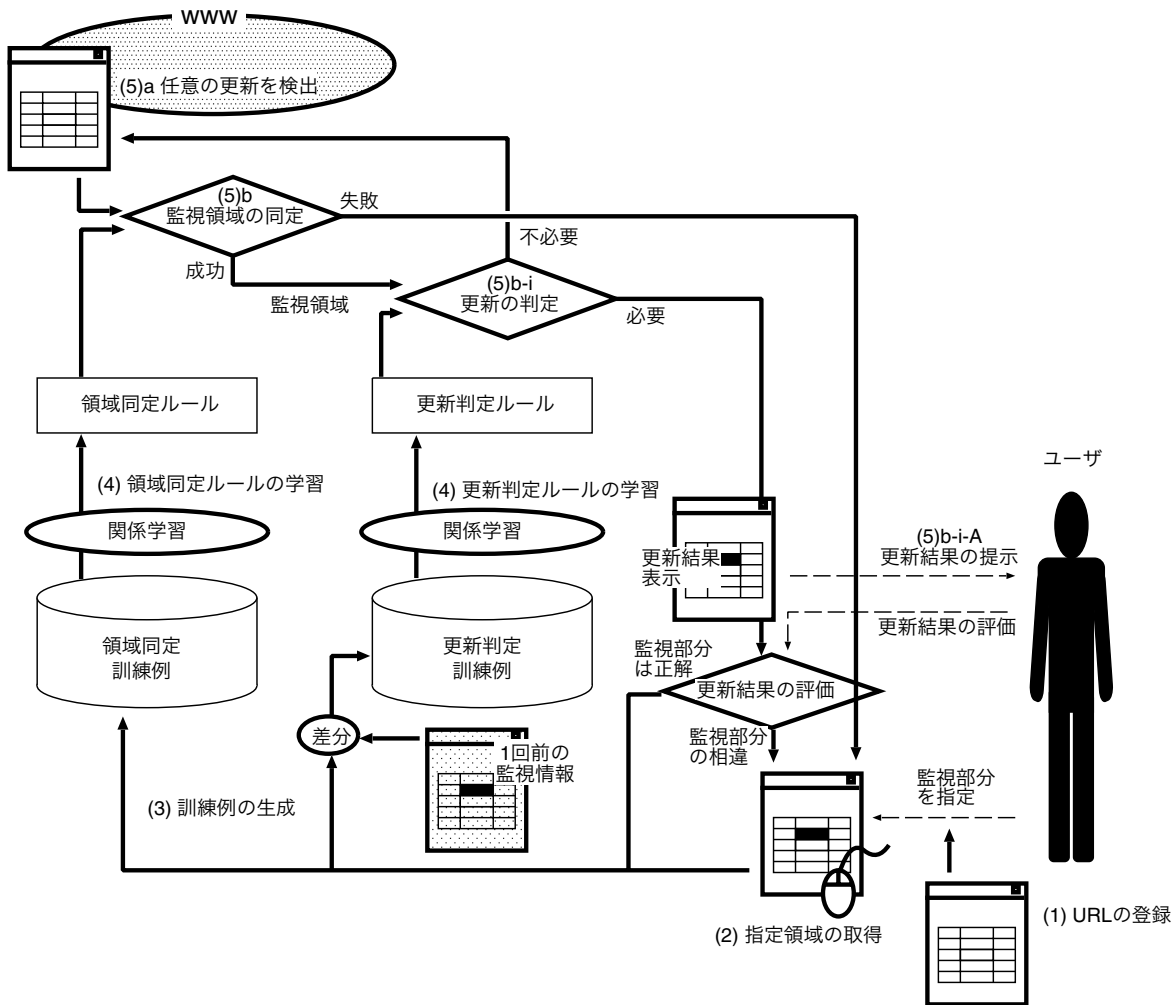 WWW
(5)a 任意の更新を検出
(5)b
監視領域の同定
失敗
不必要
成功
監視領域
(5)b-i
更新の判定
必要
領域同定ルール
更新判定ルール
ユーザ
(4) 領域同定ルールの学習
(4) 更新判定ルールの学習
関係学習
関係学習
更新結果
表示
(5)b-i-A
更新結果の提示
更新結果の評価
領域同定
訓練例
更新判定
訓練例
監視部分
は正解
更新結果の評価
差分
1回前の
監視情報
監視部分
の相違
監視部分
を指定
(3) 訓練例の生成
(2) 指定領域の取得
(1) URLの登録